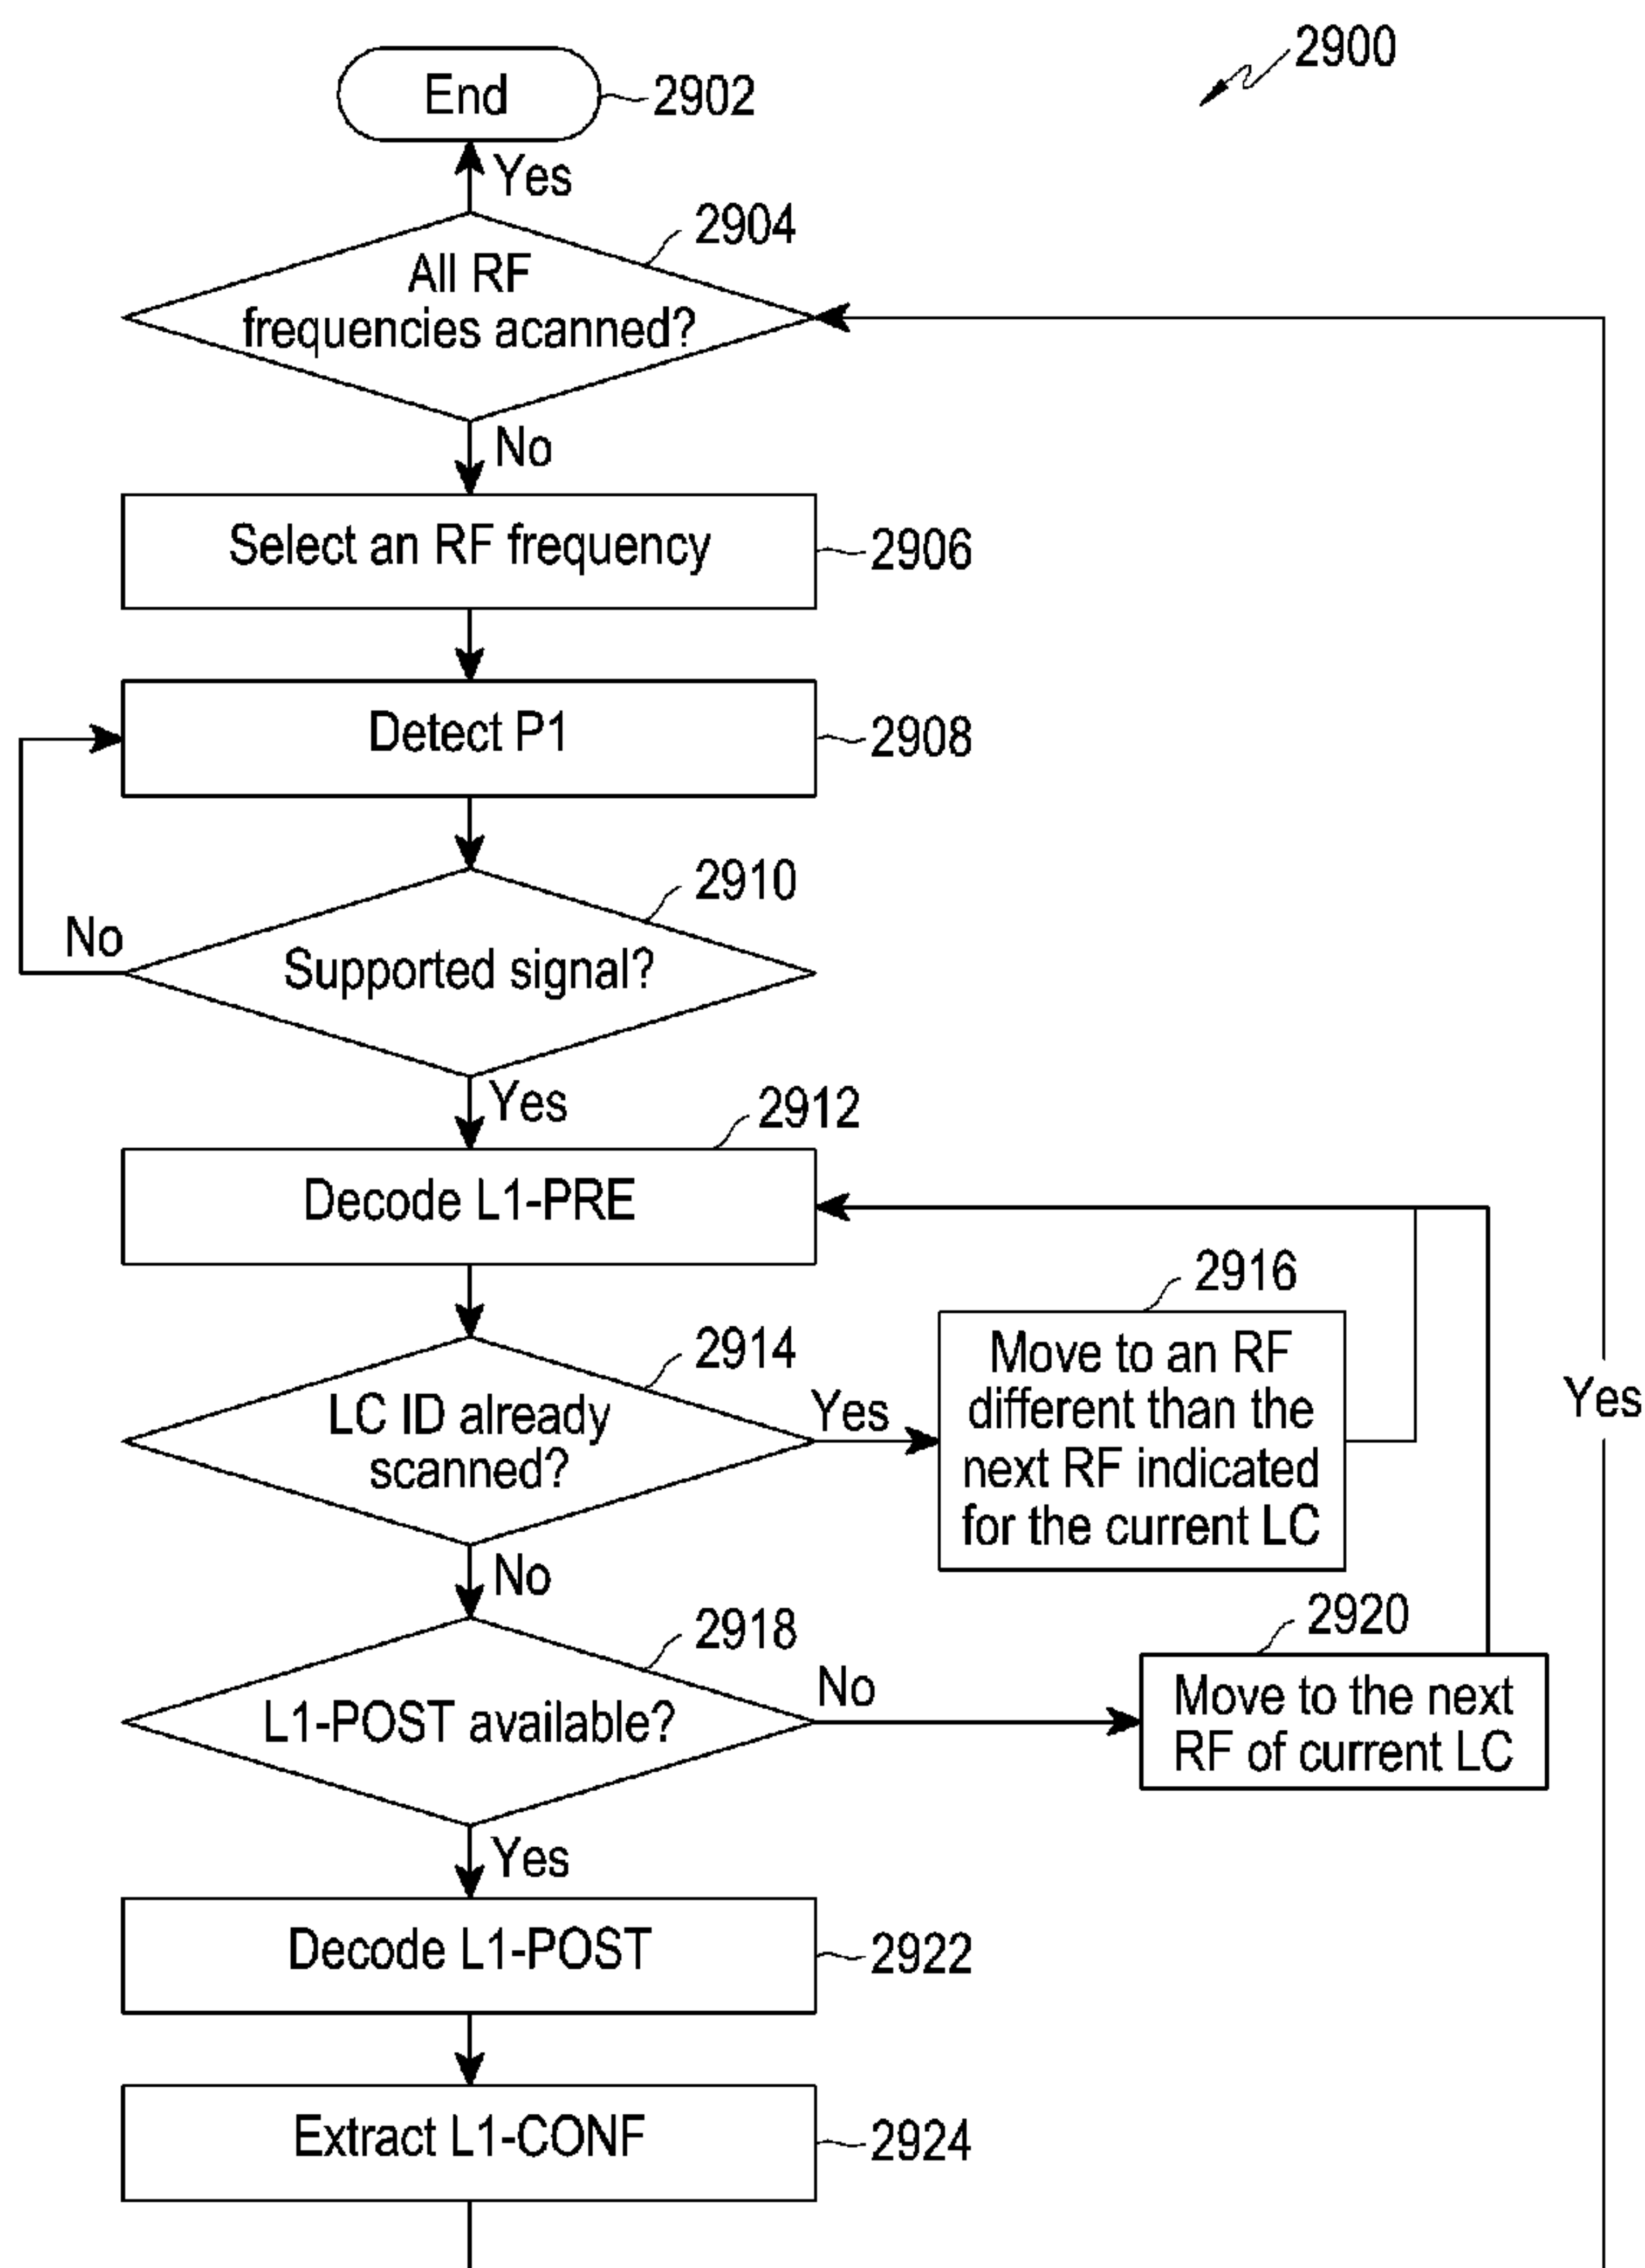 2900
End
2902
Yes
2904
All RF
frequencies acanned?
No
Select an RF frequency
2906
Detect P1
2908
2910
No
Supported signal?
Yes
2912
Decode L1-PRE
2916
2914
Move to an RF
different than the
next RF indicated
for the current LC
LC ID already
scanned?
Yes
Yes
No
2918
2920
L1-POST available?
No
Move to the next
RF of current LC
Yes
Decode L1-POST
2922
Extract L1-CONF
2924